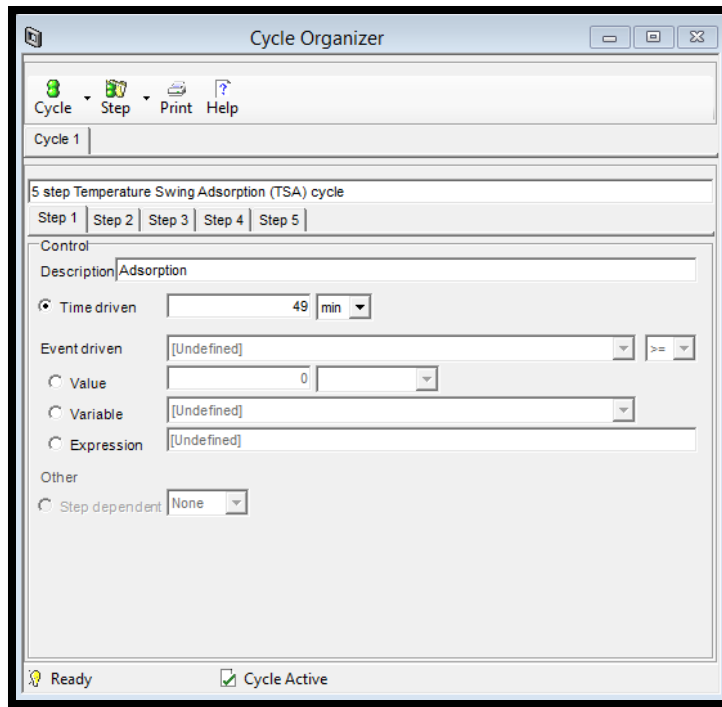 Cycle Organizer
Cycle Step Print Help
Cycle 1
5 step Temperature Swing Adsorption (TSA) cycle
Step 1 Step 2 Step 3 Step 4 Step 5
Control
Description Adsorption
Time driven 49 min
Event driven [Undefined] >=
Value 0
Variable [Undefined]
Expression [Undefined]
Other
Step dependent None
Ready Cycle Active